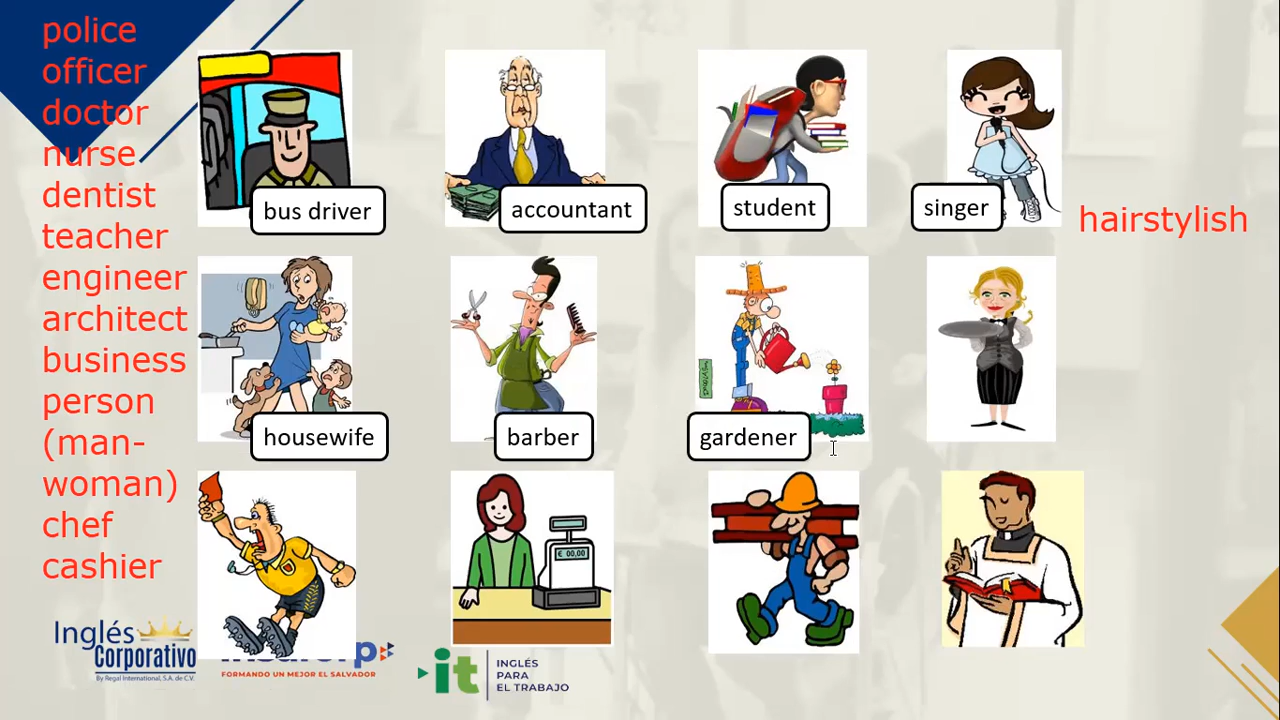 police
officer
doctor
nurse
dentist
teacher
engineer
architect
business
person
(man-
woman)
chef
cashier
bus driver
accountant
student
singer
hairstylish
housewife
barber
gardener
€ 00,00
Inglés
Corporativo
By Regal International, S.A. de C.V.
FORMANDO UN MEJOR EL SALVADOR
it
INGLÉS
PARA
EL TRABAJO